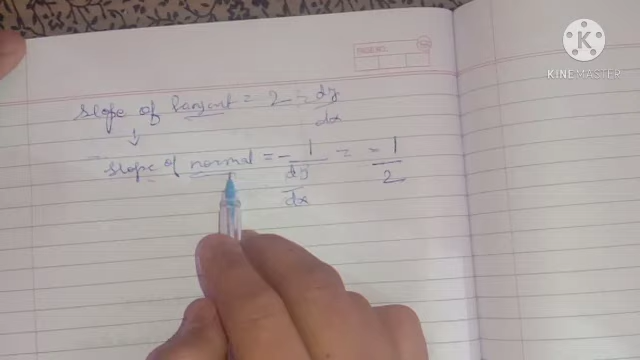 PAGE NO.
K
KINEMASTER
Slope of tangent = 2 = dy/dx
Slope of normal = - 1/(dy/dx) = -1/2